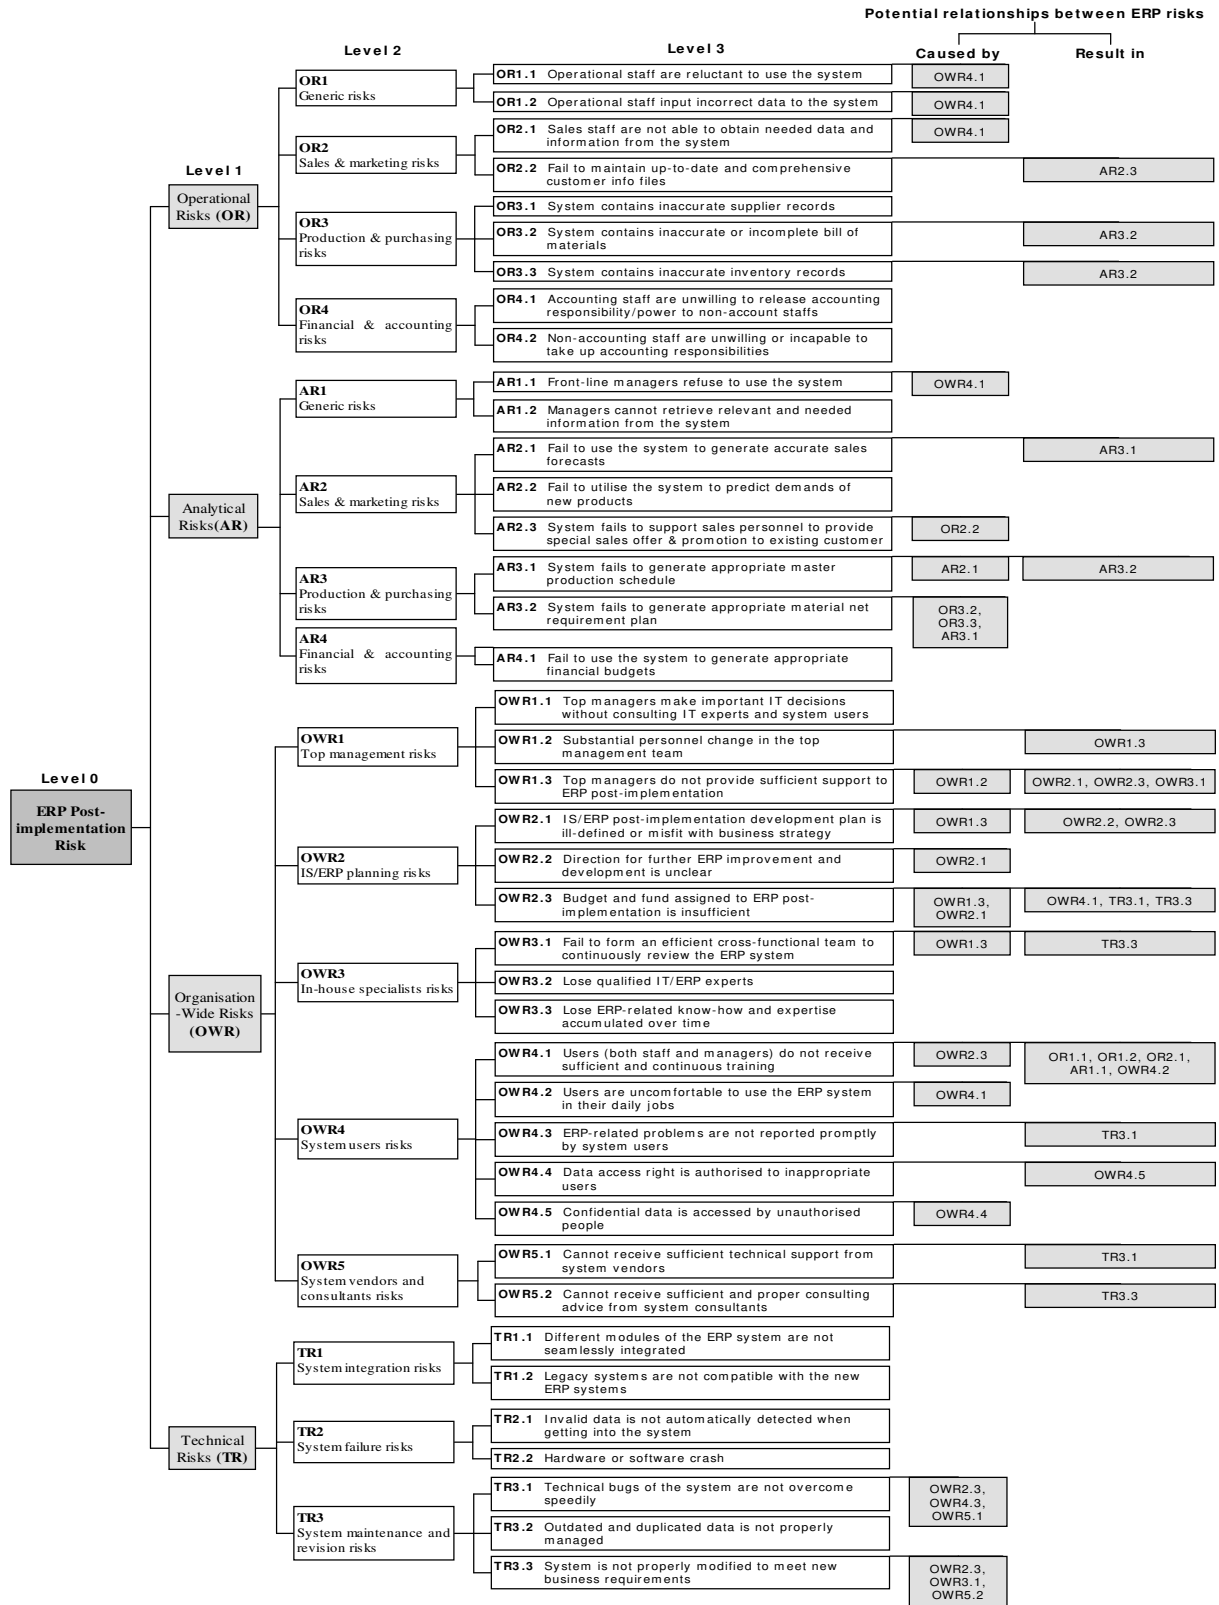 Potential relationships between ERP risks
Level 2
Level 3
Caused by
Result in
OR1
Generic risks
OR1.1 Operational staff are reluctant to use the system
OWR4.1
OR1.2 Operational staff input incorrect data to the system
OWR4.1
OR2
Sales & marketing risks
OR2.1 Sales staff are not able to obtain needed data and
information from the system
OWR4.1
OR2.2 Fail to maintain up-to-date and comprehensive
customer info files
AR2.3
Level 1
Operational
Risks (OR)
OR3
Production & purchasing
risks
OR3.1 System contains inaccurate supplier records
OR3.2 System contains inaccurate or incomplete bill of
materials
AR3.2
OR3.3 System contains inaccurate inventory records
AR3.2
OR4
Financial & accounting
risks
OR4.1 Accounting staff are unwilling to release accounting
responsibility/power to non-account staffs
OR4.2 Non-accounting staff are unwilling or incapable to
take up accounting responsibilities
AR1
Generic risks
AR1.1 Front-line managers refuse to use the system
OWR4.1
AR1.2 Managers cannot retrieve relevant and needed
information from the system
Analytical
Risks(AR)
AR2
Sales & marketing risks
AR2.1 Fail to use the system to generate accurate sales
forecasts
AR3.1
AR2.2 Fail to utilise the system to predict demands of
new products
AR2.3 System fails to support sales personnel to provide
special sales offer & promotion to existing customer
OR2.2
AR3
Production & purchasing
risks
AR3.1 System fails to generate appropriate master
production schedule
AR2.1
AR3.2
AR3.2 System fails to generate appropriate material net
requirement plan
OR3.2,
OR3.3,
AR3.1
AR4
Financial & accounting
risks
AR4.1 Fail to use the system to generate appropriate
financial budgets
Level 0
ERP Post-
implementation
Risk
OWR1
Top management risks
OWR1.1 Top managers make important IT decisions
without consulting IT experts and system users
OWR1.2 Substantial personnel change in the top
management team
OWR1.3
OWR1.3 Top managers do not provide sufficient support to
ERP post-implementation
OWR1.2
OWR2.1, OWR2.3, OWR3.1
OWR2
IS/ERP planning risks
OWR2.1 IS/ERP post-implementation development plan is
ill-defined or misfit with business strategy
OWR1.3
OWR2.2, OWR2.3
OWR2.2 Direction for further ERP improvement and
development is unclear
OWR2.1
OWR2.3 Budget and fund assigned to ERP post-
implementation is insufficient
OWR1.3,
OWR2.1
OWR4.1, TR3.1, TR3.3
Organisation
-Wide Risks
(OWR)
OWR3
In-house specialists risks
OWR3.1 Fail to form an efficient cross-functional team to
continuously review the ERP system
OWR1.3
TR3.3
OWR3.2 Lose qualified IT/ERP experts
OWR3.3 Lose ERP-related know-how and expertise
accumulated over time
OWR4
System users risks
OWR4.1 Users (both staff and managers) do not receive
sufficient and continuous training
OWR2.3
OR1.1, OR1.2, OR2.1,
AR1.1, OWR4.2
OWR4.2 Users are uncomfortable to use the ERP system
in their daily jobs
OWR4.1
OWR4.3 ERP-related problems are not reported promptly
by system users
TR3.1
OWR4.4 Data access right is authorised to inappropriate
users
OWR4.5
OWR4.5 Confidential data is accessed by unauthorised
people
OWR4.4
OWR5
System vendors and
consultants risks
OWR5.1 Cannot receive sufficient technical support from
system vendors
TR3.1
OWR5.2 Cannot receive sufficient and proper consulting
advice from system consultants
TR3.3
Technical
Risks (TR)
TR1
System integration risks
TR1.1 Different modules of the ERP system are not
seamlessly integrated
TR1.2 Legacy systems are not compatible with the new
ERP systems
TR2
System failure risks
TR2.1 Invalid data is not automatically detected when
getting into the system
TR2.2 Hardware or software crash
TR3
System maintenance and
revision risks
TR3.1 Technical bugs of the system are not overcome
speedily
OWR2.3,
OWR4.3,
OWR5.1
TR3.2 Outdated and duplicated data is not properly
managed
TR3.3 System is not properly modified to meet new
business requirements
OWR2.3,
OWR3.1,
OWR5.2